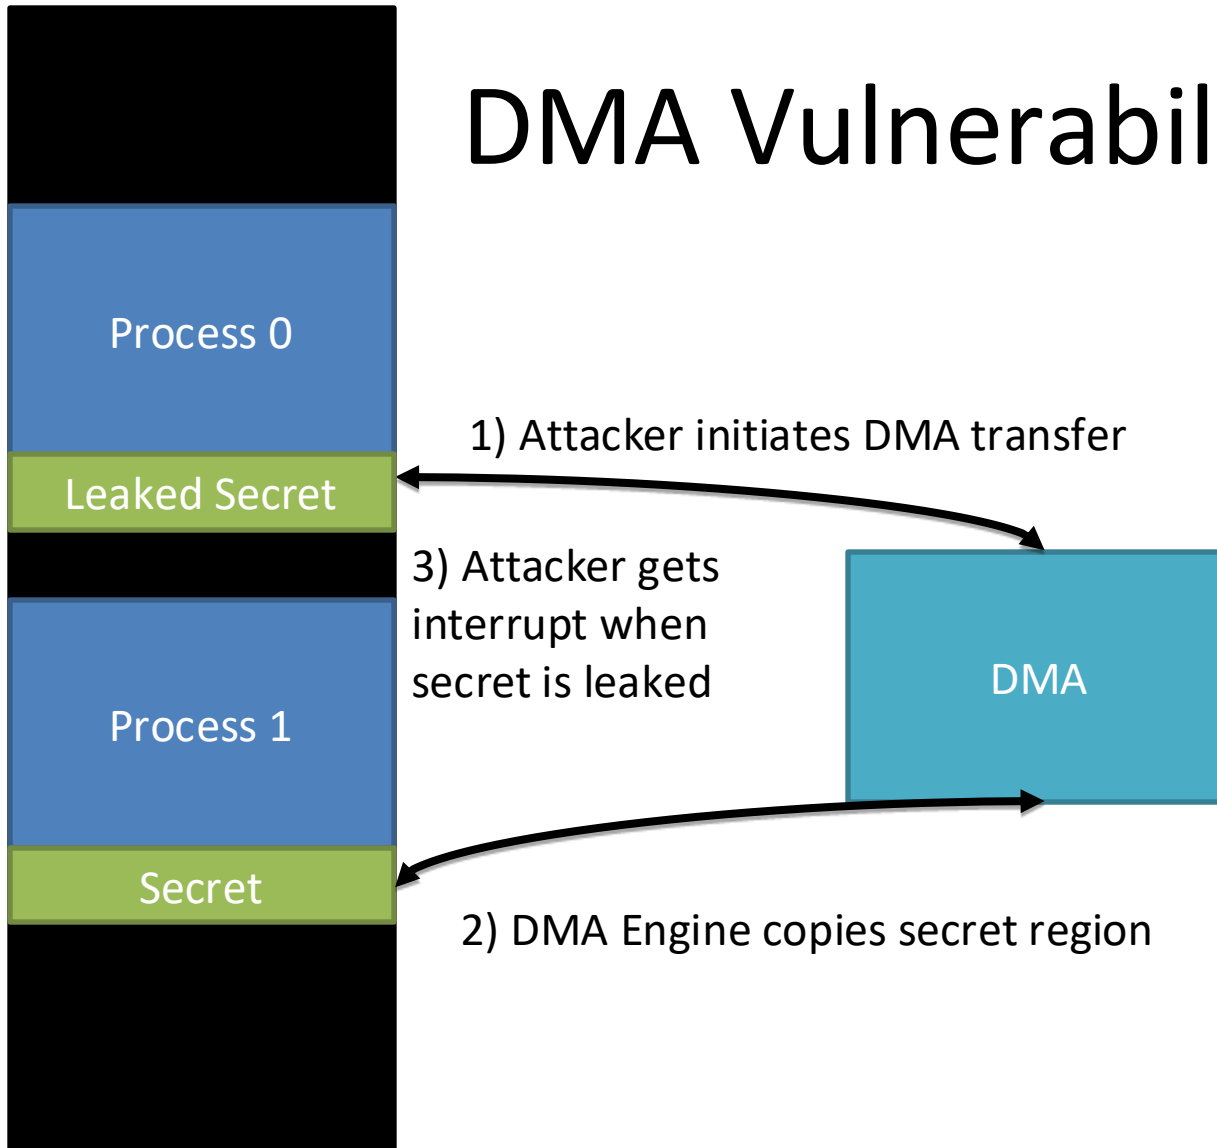 DMA Vulnerabil
Process 0
1) Attacker initiates DMA transfer
Leaked Secret
3) Attacker gets
interrupt when
secret is leaked
DMA
Process 1
Secret
2) DMA Engine copies secret region